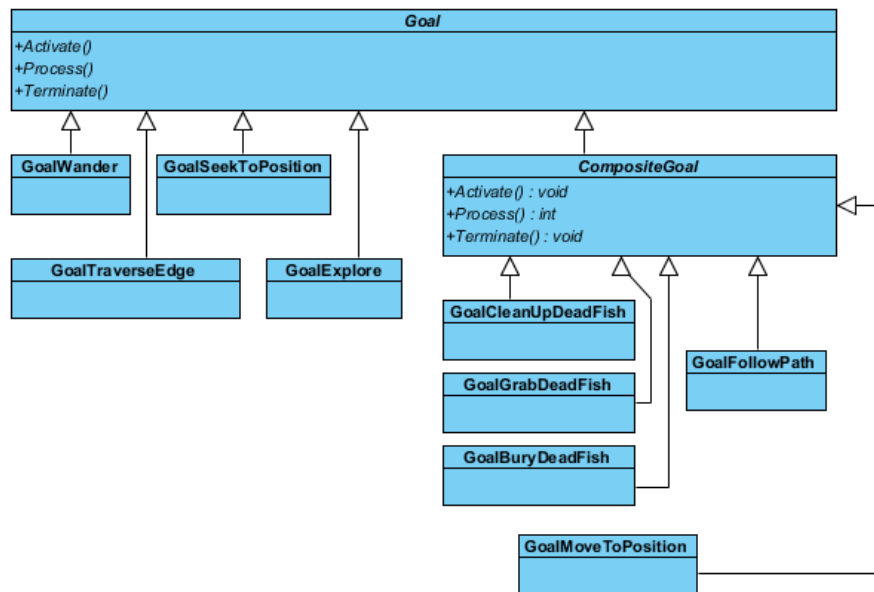 Goal
+Activate()
+Process()
+Terminate()
GoalWander
GoalSeekToPosition
CompositeGoal
+Activate() : void
+Process() : int
+Terminate() : void
GoalTraverseEdge
GoalExplore
GoalCleanUpDeadFish
GoalFollowPath
GoalGrabDeadFish
GoalBuryDeadFish
GoalMoveToPosition